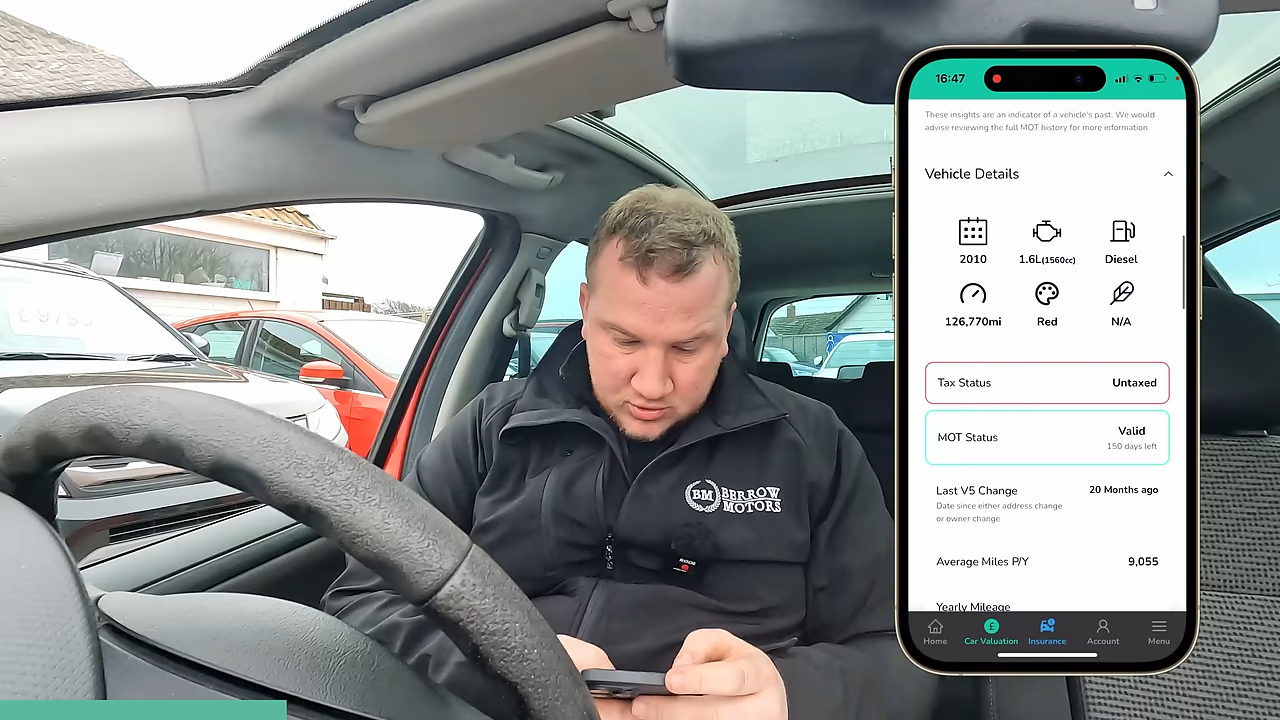 16:47
These insights are an indicator of a vehicle's past. We would
advise reviewing the full MOT history for more information
Vehicle Details
2010
1.6L(1560cc)
Diesel
126,770mi
Red
N/A
Tax Status
Untaxed
MOT Status
Valid
150 days left
Last V5 Change
20 Months ago
Date since either address change
or owner change
Average Miles P/Y
9,055
Yearly Mileage
Home
Car Valuation
Insurance
Account
Menu
BM
BERROW
MOTORS
RODE